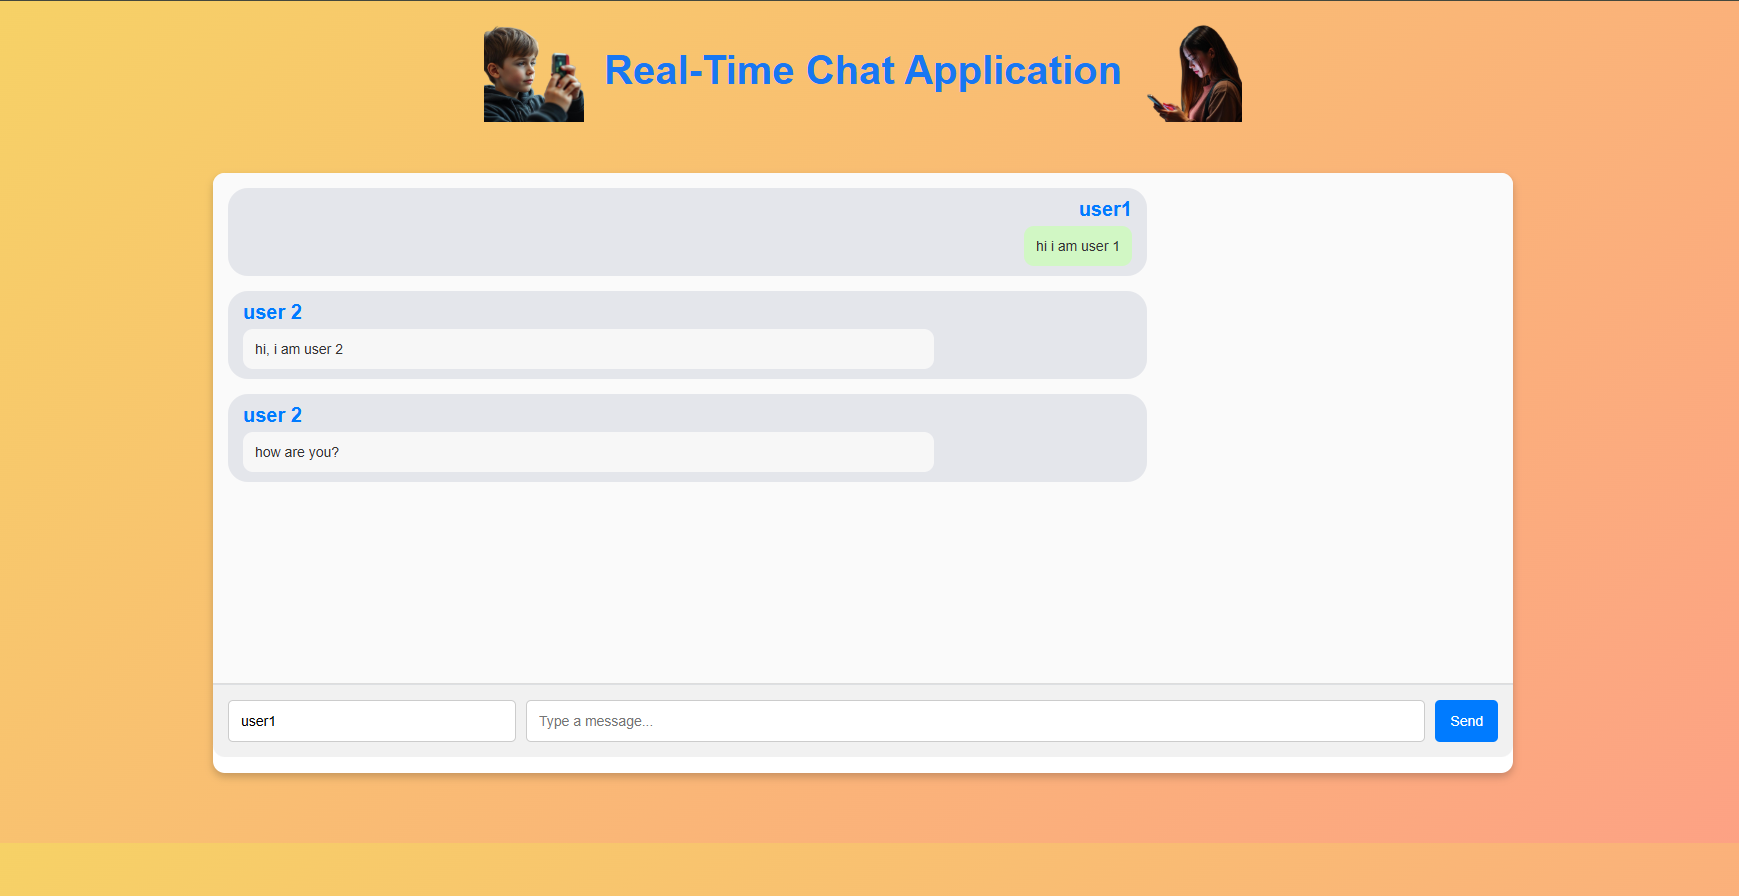 Real-Time Chat Application
user1
hi i am user 1
user 2
hi, i am user 2
user 2
how are you?
user1
Type a message...
Send